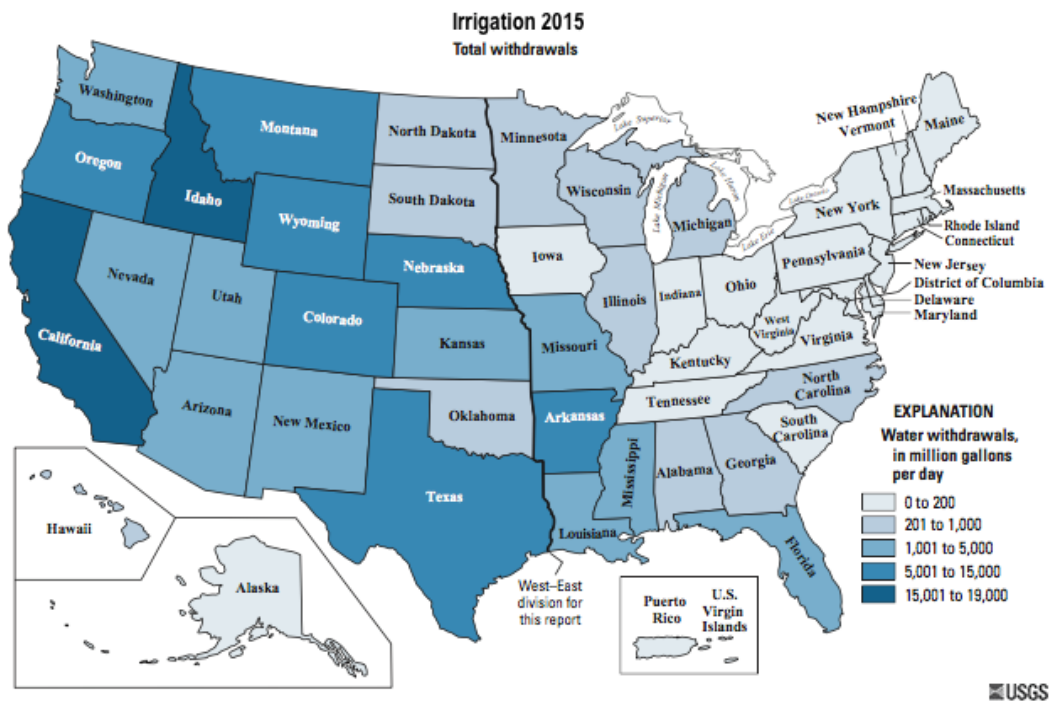 Irrigation 2015
Total withdrawals
Washington
Oregon
Idaho
Montana
Wyoming
North Dakota
South Dakota
Nebraska
Minnesota
Wisconsin
Michigan
Lake Superior
Lake Michigan
Lake Huron
Lake Erie
Lake Ontario
New Hampshire
Vermont
Maine
Massachusetts
Rhode Island
Connecticut
New York
Pennsylvania
New Jersey
District of Columbia
Delaware
Maryland
California
Nevada
Utah
Colorado
Kansas
Iowa
Missouri
Illinois
Indiana
Ohio
West
Virginia
Virginia
Kentucky
Tennessee
North
Carolina
South
Carolina
Arizona
New Mexico
Oklahoma
Texas
Arkansas
Louisiana
Mississippi
Alabama
Georgia
Florida
Hawaii
Alaska
West–East
division for
this report
Puerto
Rico
U.S.
Virgin
Islands
EXPLANATION
Water withdrawals,
in million gallons
per day
0 to 200
201 to 1,000
1,001 to 5,000
5,001 to 15,000
15,001 to 19,000
USGS